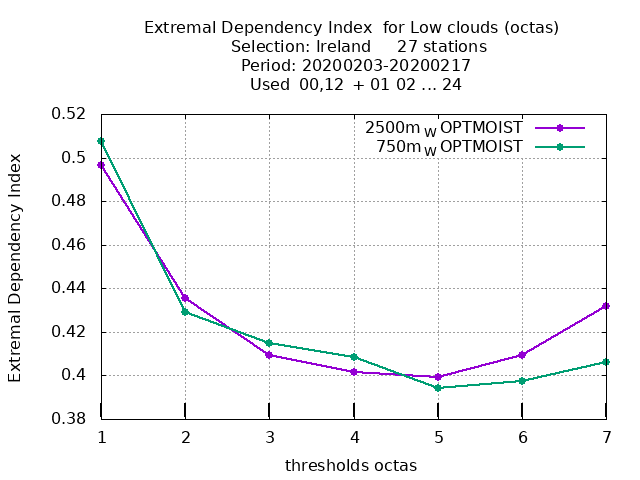 Extremal Dependency Index  for Low clouds (octas)
Selection: Ireland     27 stations
Period: 20200203-20200217
Used  00,12  + 01 02 ... 24
2500m_W OPTMOIST
750m_W OPTMOIST
Extremal Dependency Index
0.52
0.5
0.48
0.46
0.44
0.42
0.4
0.38
1 2 3 4 5 6 7
thresholds octas